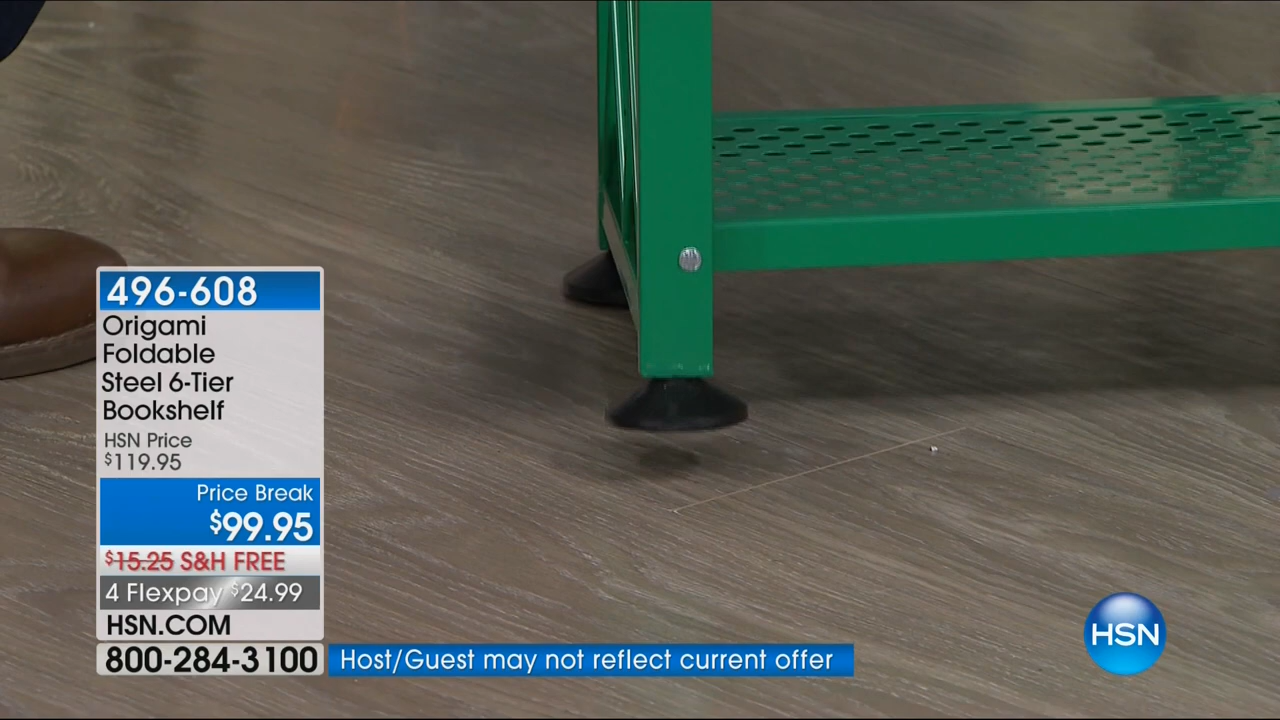 496-608
Origami
Foldable
Steel 6-Tier
Bookshelf
HSN Price
$119.95
Price Break
$99.95
$15.25 S&H FREE
4 Flexpay $24.99
HSN.COM
800-284-3100
Host/Guest may not reflect current offer
HSN